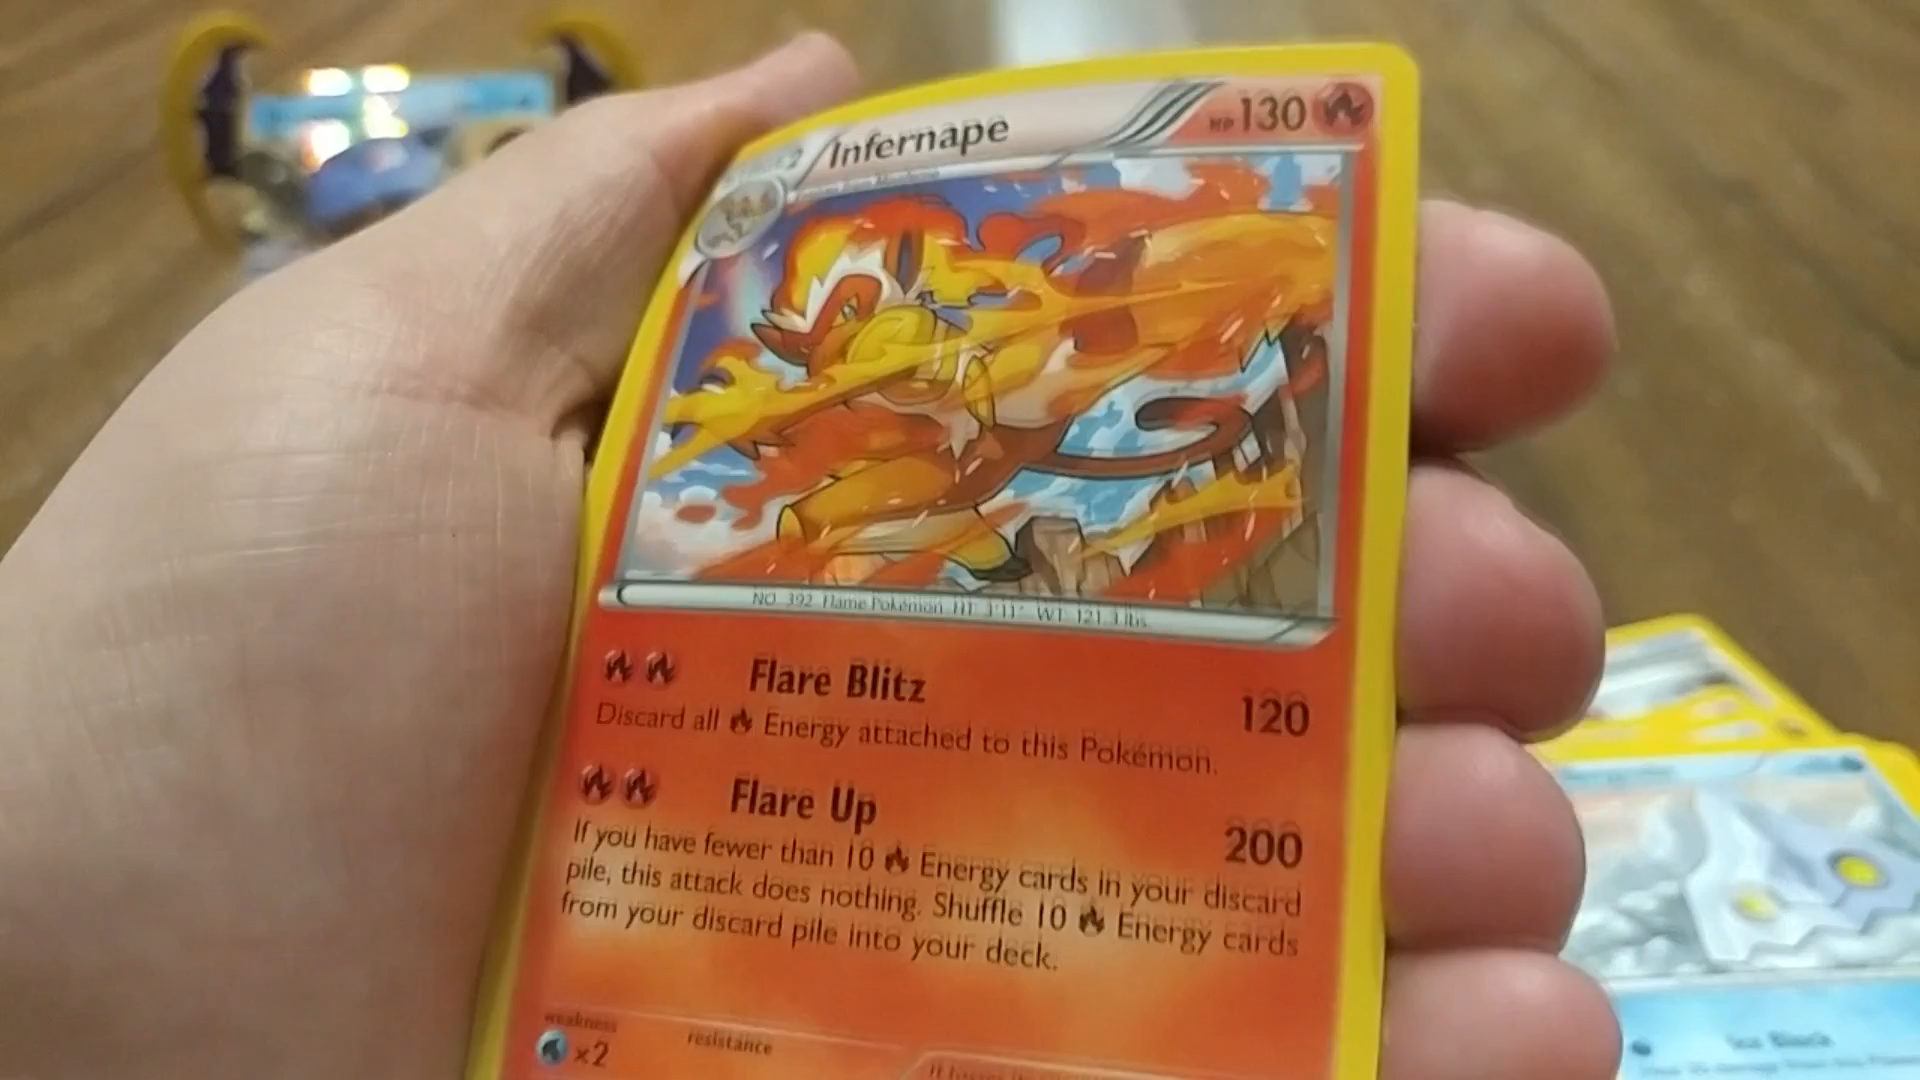 Infernape
HP 130
NO. 392 Flame Pokémon HT: 3'11" WT: 121.3 lbs.
Flare Blitz
120
Discard all Energy attached to this Pokémon.
Flare Up
200
If you have fewer than 10 Energy cards in your discard
pile, this attack does nothing. Shuffle 10 Energy cards
from your discard pile into your deck.
weakness
×2
resistance
Ice Shock